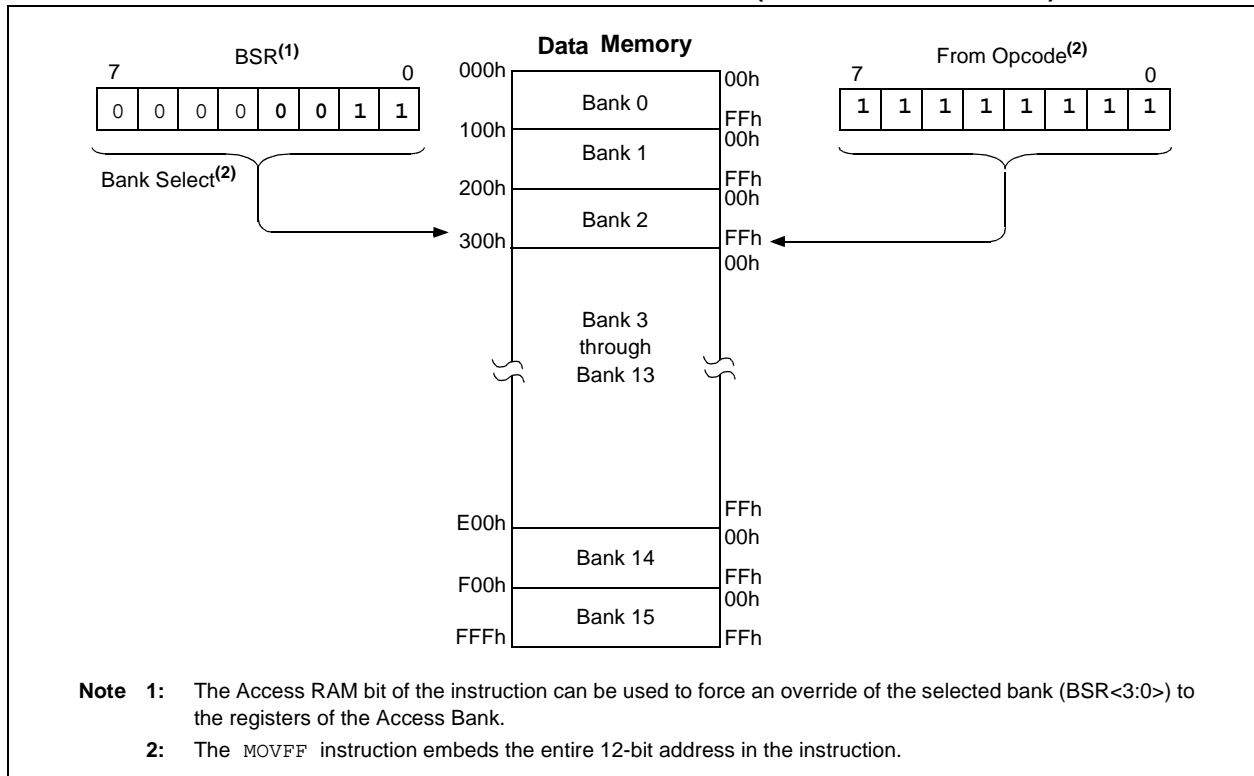 Data Memory
BSR(1)
7 0
0 0 0 0 0 0 1 1
Bank Select(2)
From Opcode(2)
7 0
1 1 1 1 1 1 1 1
000h 00h
Bank 0
FFh
100h 00h
Bank 1
FFh
200h 00h
Bank 2
FFh
300h 00h
Bank 3
through
Bank 13
FFh
E00h 00h
Bank 14
FFh
F00h 00h
Bank 15
FFFh FFh
Note 1: The Access RAM bit of the instruction can be used to force an override of the selected bank (BSR<3:0>) to
the registers of the Access Bank.
2: The MOVFF instruction embeds the entire 12-bit address in the instruction.